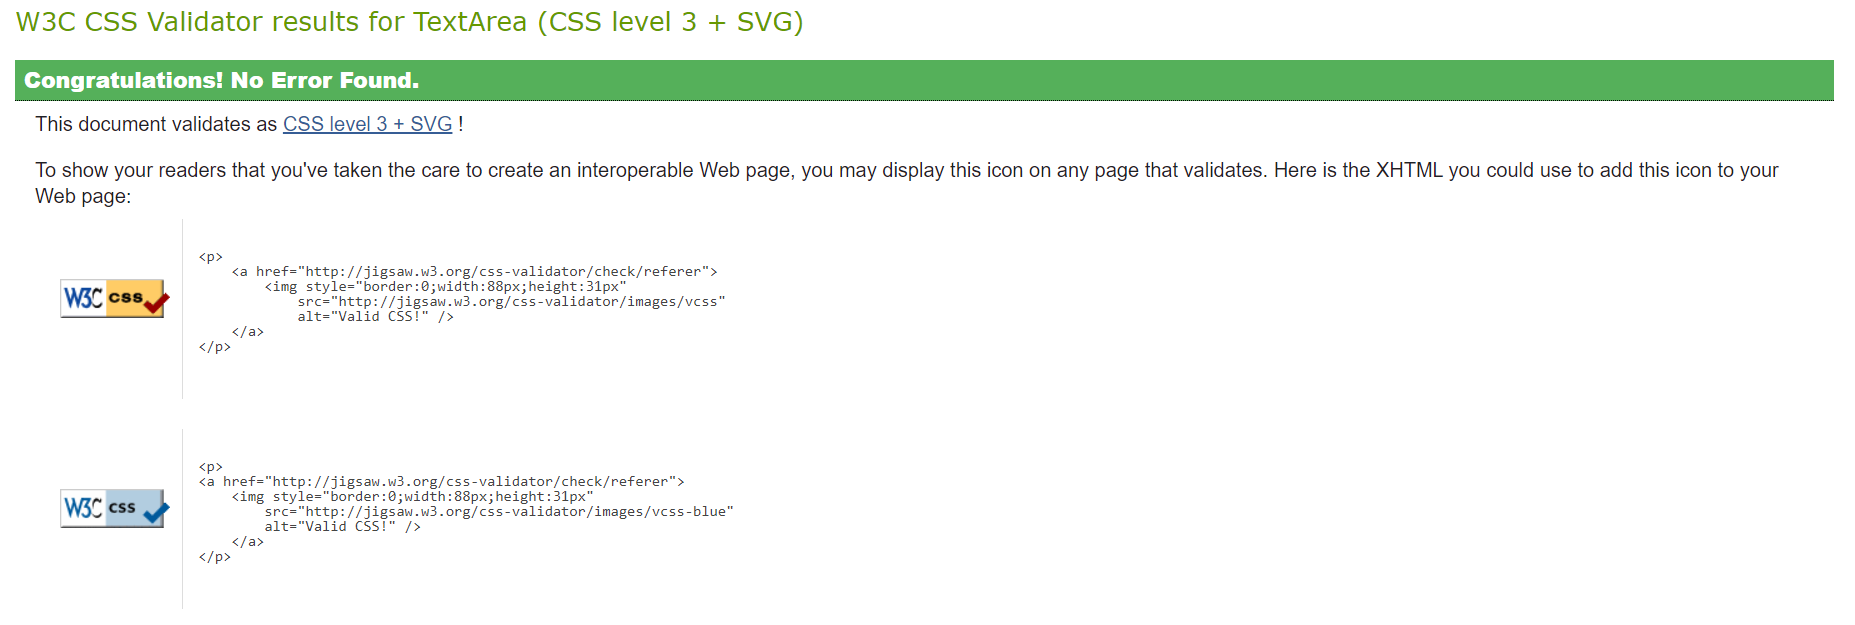 W3C CSS Validator results for TextArea (CSS level 3 + SVG)
Congratulations! No Error Found.
This document validates as CSS level 3 + SVG !
To show your readers that you've taken the care to create an interoperable Web page, you may display this icon on any page that validates. Here is the XHTML you could use to add this icon to your
Web page:
W3C css
<p>
    <a href="http://jigsaw.w3.org/css-validator/check/referer">
        <img style="border:0;width:88px;height:31px"
            src="http://jigsaw.w3.org/css-validator/images/vcss"
            alt="Valid CSS!" />
    </a>
</p>
W3C css
<p>
<a href="http://jigsaw.w3.org/css-validator/check/referer">
    <img style="border:0;width:88px;height:31px"
        src="http://jigsaw.w3.org/css-validator/images/vcss-blue"
        alt="Valid CSS!" />
    </a>
</p>